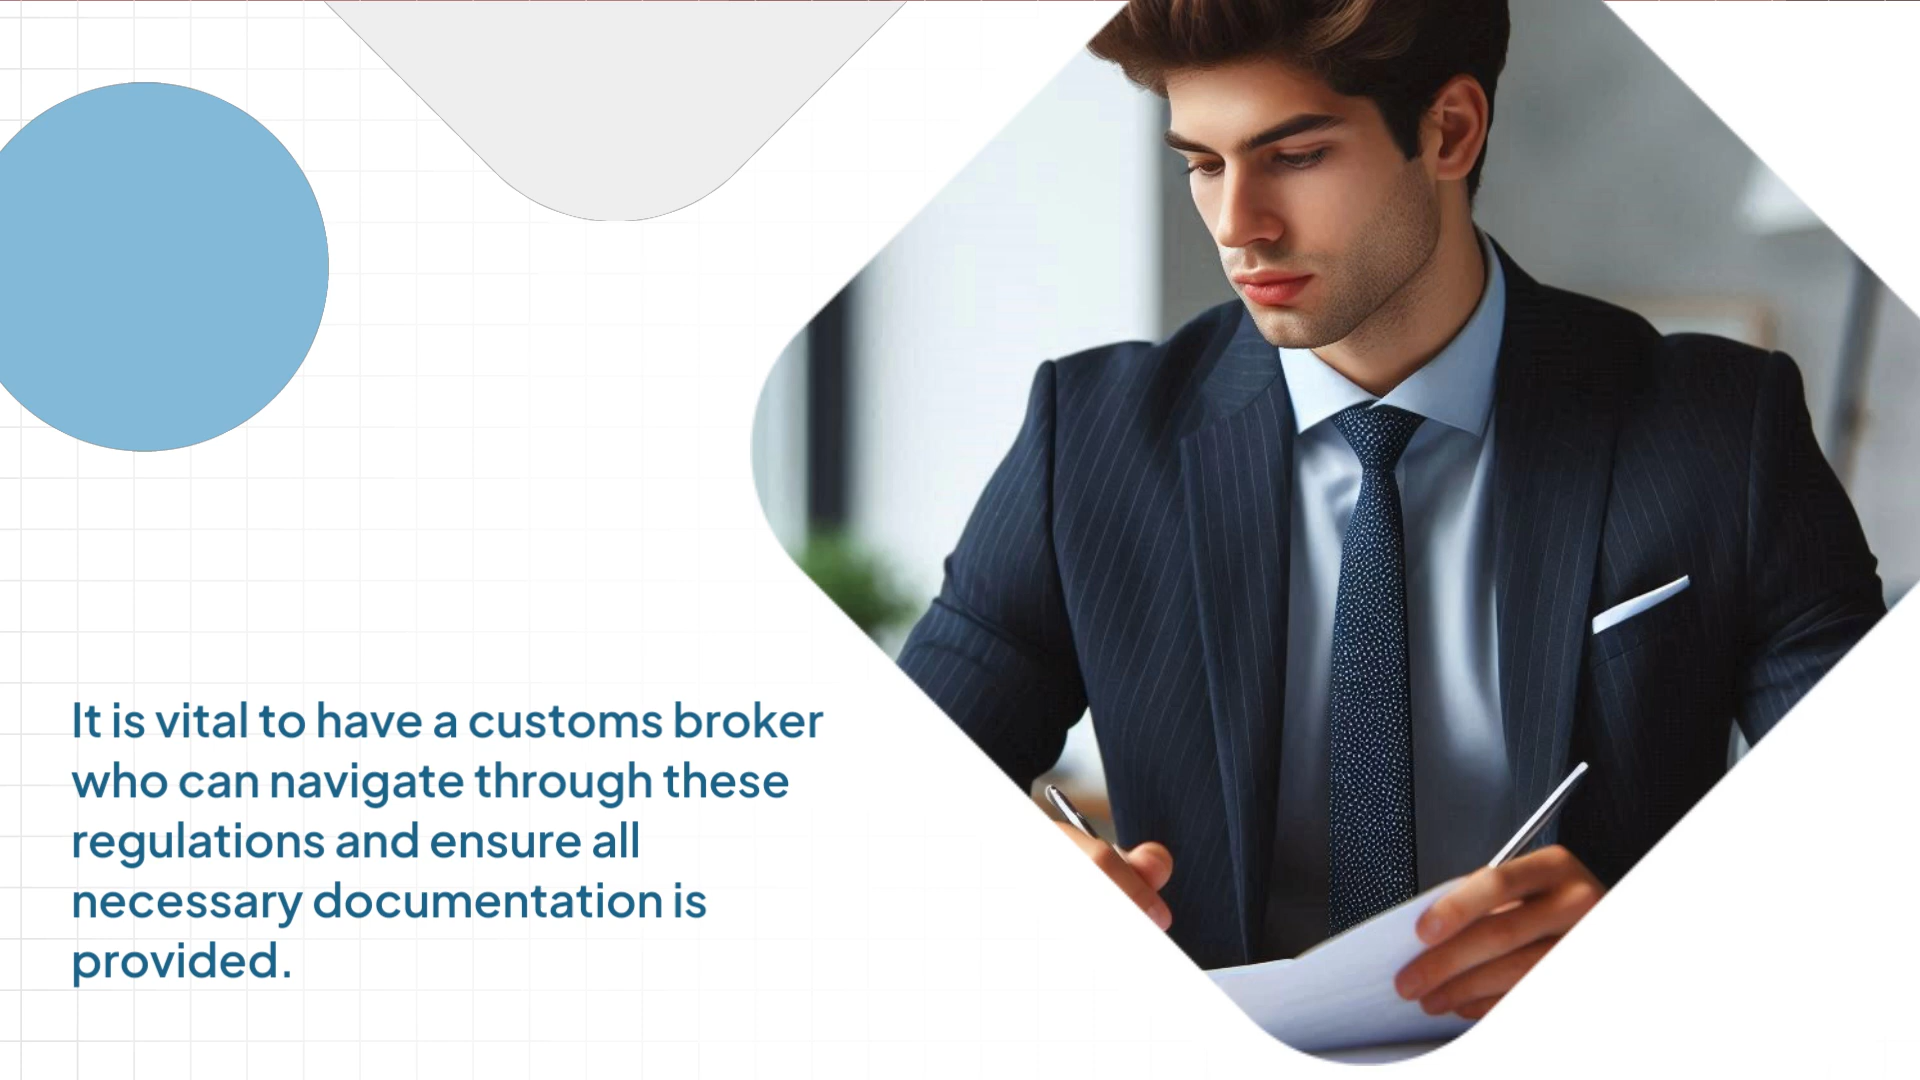 It is vital to have a customs broker
who can navigate through these
regulations and ensure all
necessary documentation is
provided.